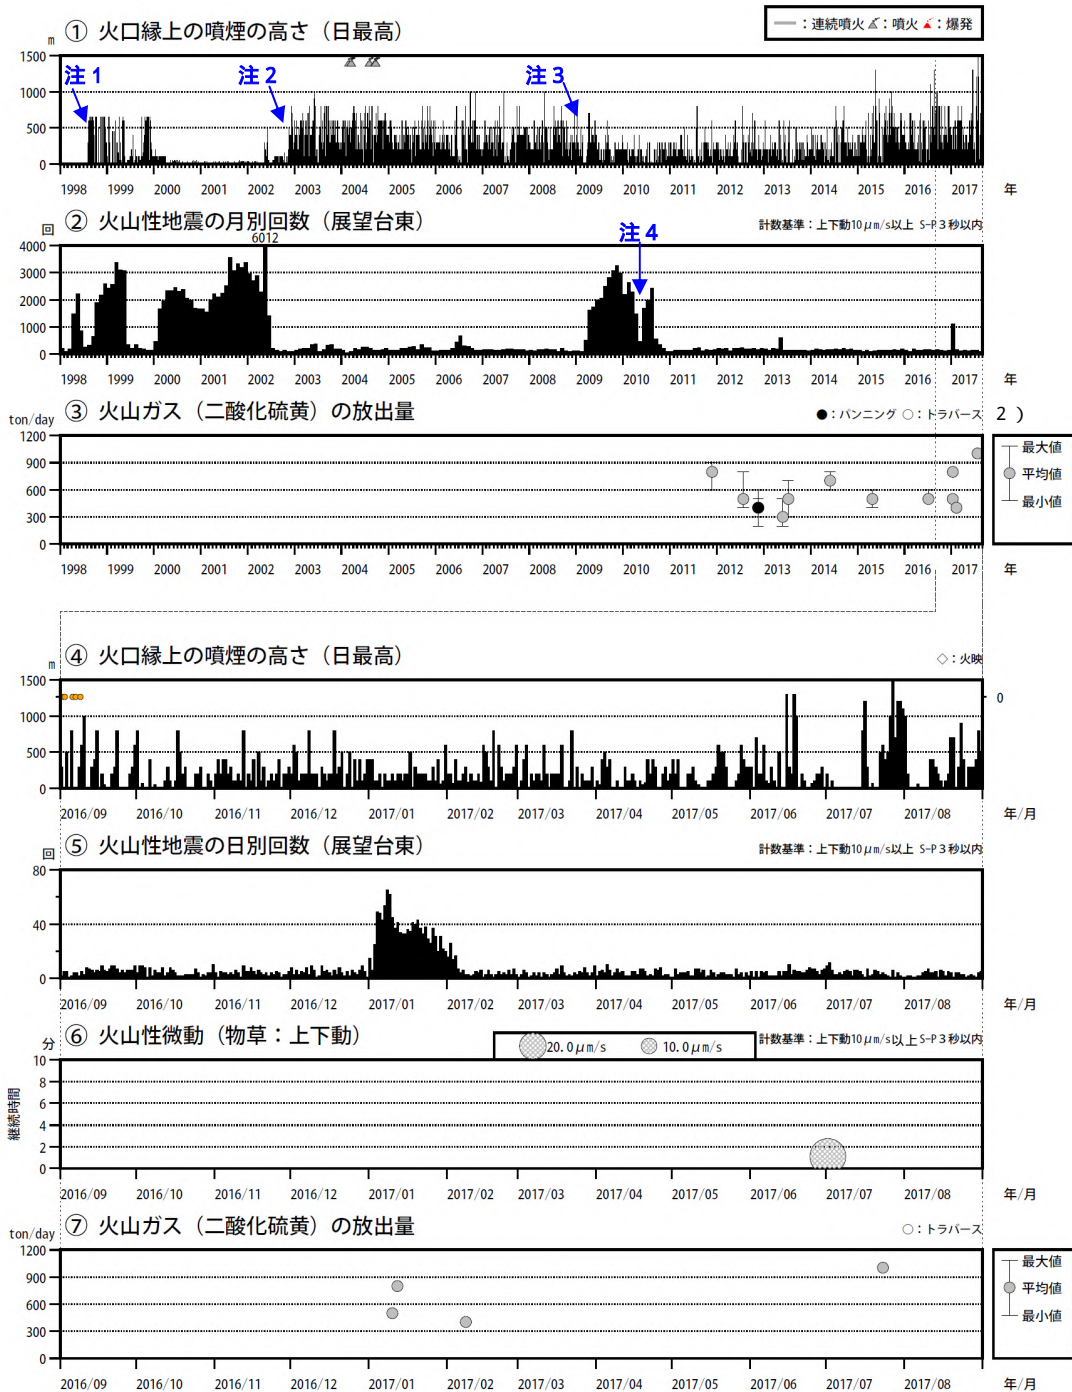 ① 火口縁上の噴煙の高さ（日最高）
：連続噴火 ：噴火 ：爆発
m
1500
1000
500
0
注1
注2
注3
1998 1999 2000 2001 2002 2003 2004 2005 2006 2007 2008 2009 2010 2011 2012 2013 2014 2015 2016 2017 年
② 火山性地震の月別回数（展望台東）
計数基準：上下動10μm/s以上 S-P３秒以内
回
6012
注4
4000
3000
2000
1000
0
1998 1999 2000 2001 2002 2003 2004 2005 2006 2007 2008 2009 2010 2011 2012 2013 2014 2015 2016 2017 年
③ 火山ガス（二酸化硫黄）の放出量
●：パンニング ○：トラバース 2 ）
ton/day
1200
900
600
300
0
最大値
平均値
最小値
1998 1999 2000 2001 2002 2003 2004 2005 2006 2007 2008 2009 2010 2011 2012 2013 2014 2015 2016 2017 年
④ 火口縁上の噴煙の高さ（日最高）
◇：火映
m
1500
1000
500
0
0
2016/09 2016/10 2016/11 2016/12 2017/01 2017/02 2017/03 2017/04 2017/05 2017/06 2017/07 2017/08 年/月
⑤ 火山性地震の日別回数（展望台東）
計数基準：上下動10μm/s以上 S-P３秒以内
回
80
40
0
2016/09 2016/10 2016/11 2016/12 2017/01 2017/02 2017/03 2017/04 2017/05 2017/06 2017/07 2017/08 年/月
⑥ 火山性微動（物草：上下動）
20.0μm/s 10.0μm/s
計数基準：上下動10μm/s以上 S-P３秒以内
分
継続時間
10
8
6
4
2
0
2016/09 2016/10 2016/11 2016/12 2017/01 2017/02 2017/03 2017/04 2017/05 2017/06 2017/07 2017/08 年/月
⑦ 火山ガス（二酸化硫黄）の放出量
○：トラバース
ton/day
1200
900
600
300
0
最大値
平均値
最小値
2016/09 2016/10 2016/11 2016/12 2017/01 2017/02 2017/03 2017/04 2017/05 2017/06 2017/07 2017/08 年/月